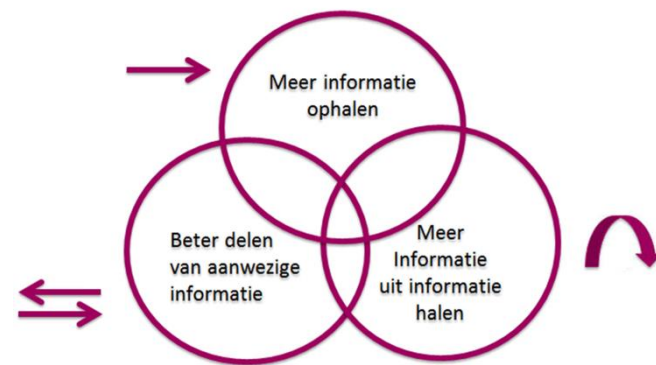 Meer informatie
ophalen
Beter delen
van aanwezige
informatie
Meer
Informatie
uit informatie
halen